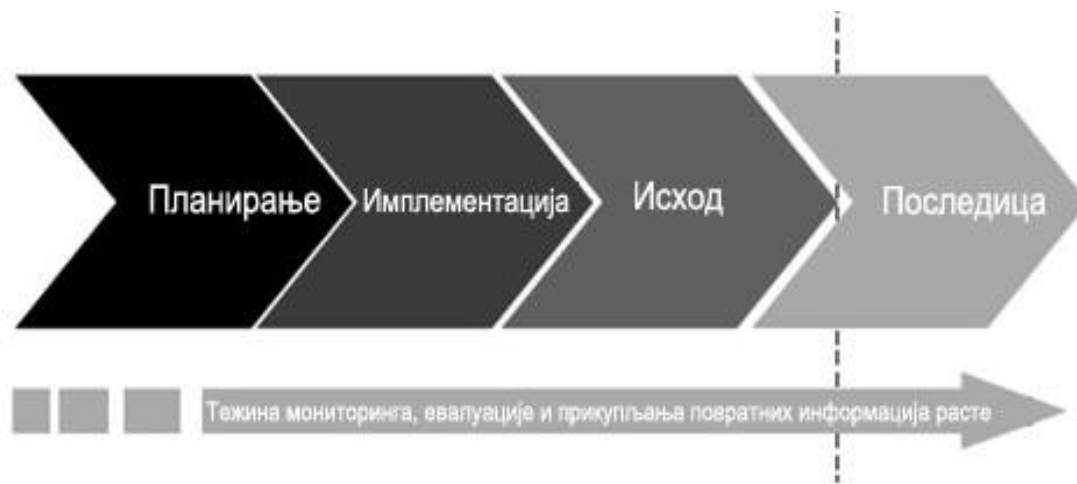 Планирање
Имплементација
Исход
Последица
Тежина мониторинга, евалуације и прикупљања повратних информација расте